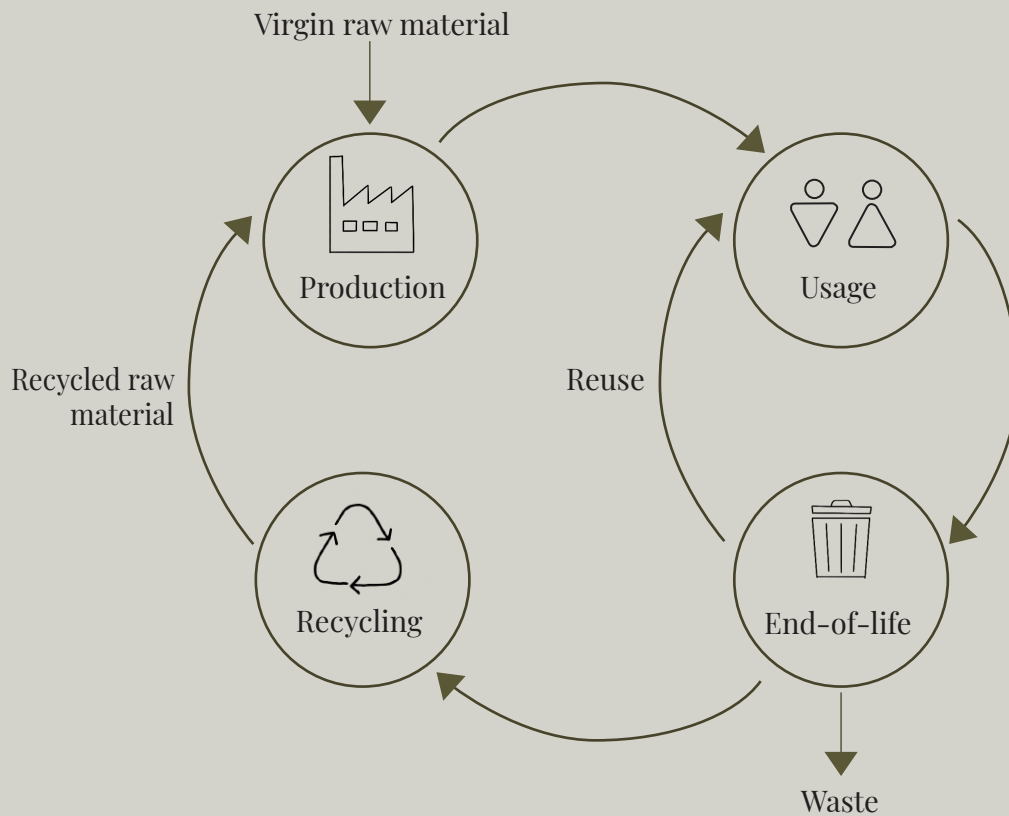 Virgin raw material
Production
Usage
Recycled raw
material
Reuse
Recycling
End-of-life
Waste